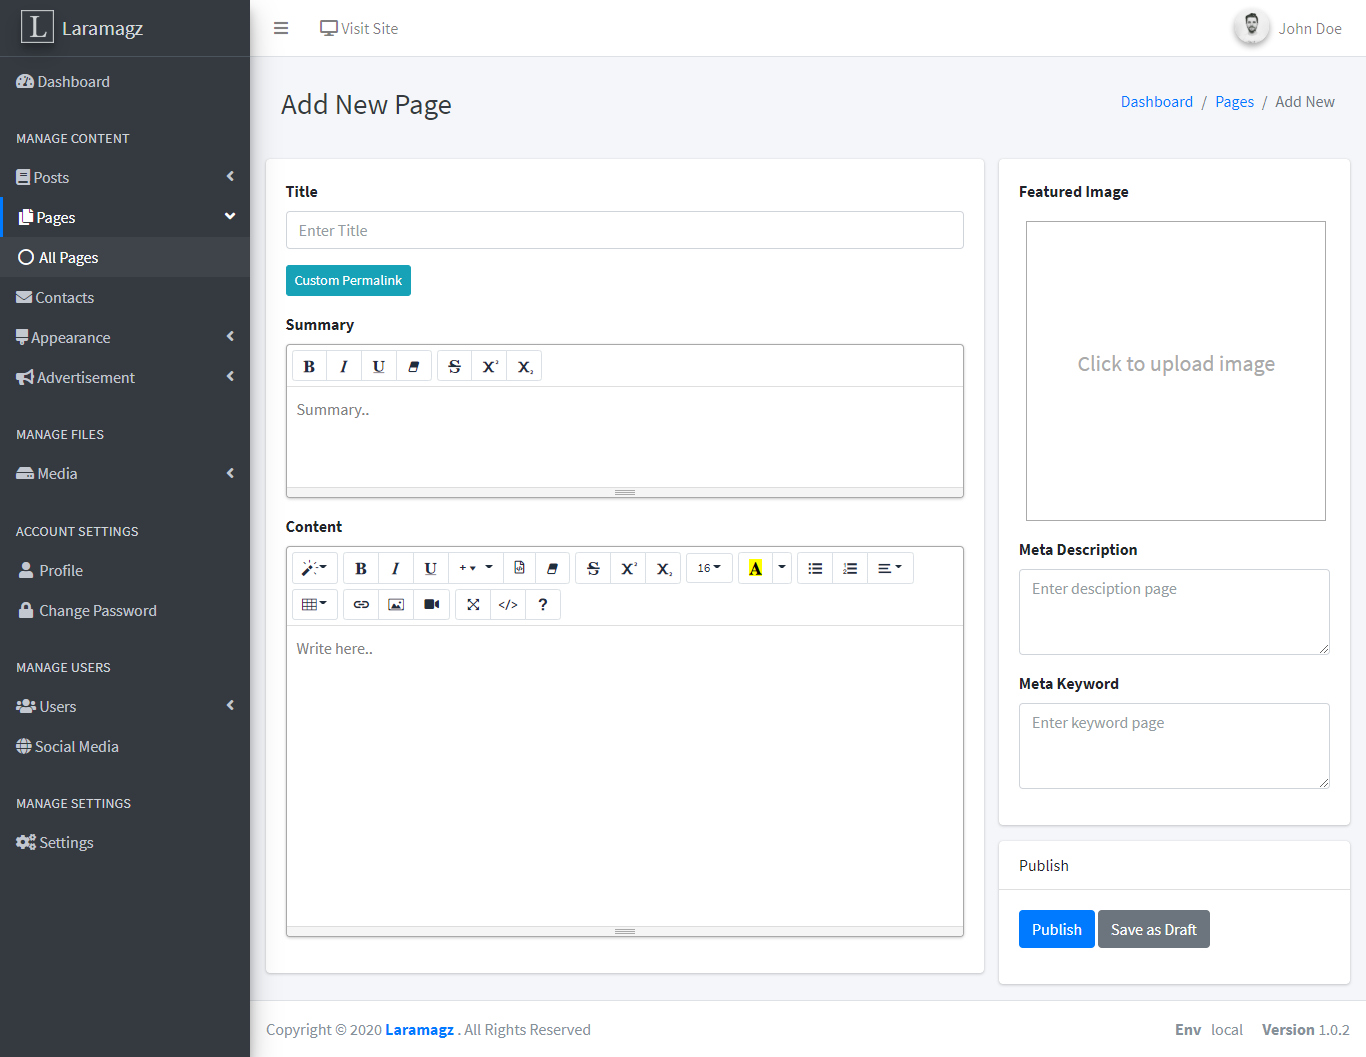 L Laramagz
Visit Site
John Doe
Dashboard
MANAGE CONTENT
Posts
Pages
All Pages
Contacts
Appearance
Advertisement
MANAGE FILES
Media
ACCOUNT SETTINGS
Profile
Change Password
MANAGE USERS
Users
Social Media
MANAGE SETTINGS
Settings
Add New Page
Dashboard / Pages / Add New
Title
Enter Title
Custom Permalink
Summary
B I U S X² X₂
Summary..
Content
B I U + S X² X₂ 16 A
</> ?
Write here..
Featured Image
Click to upload image
Meta Description
Enter desciption page
Meta Keyword
Enter keyword page
Publish
Publish Save as Draft
Copyright © 2020 Laramagz . All Rights Reserved
Env local Version 1.0.2